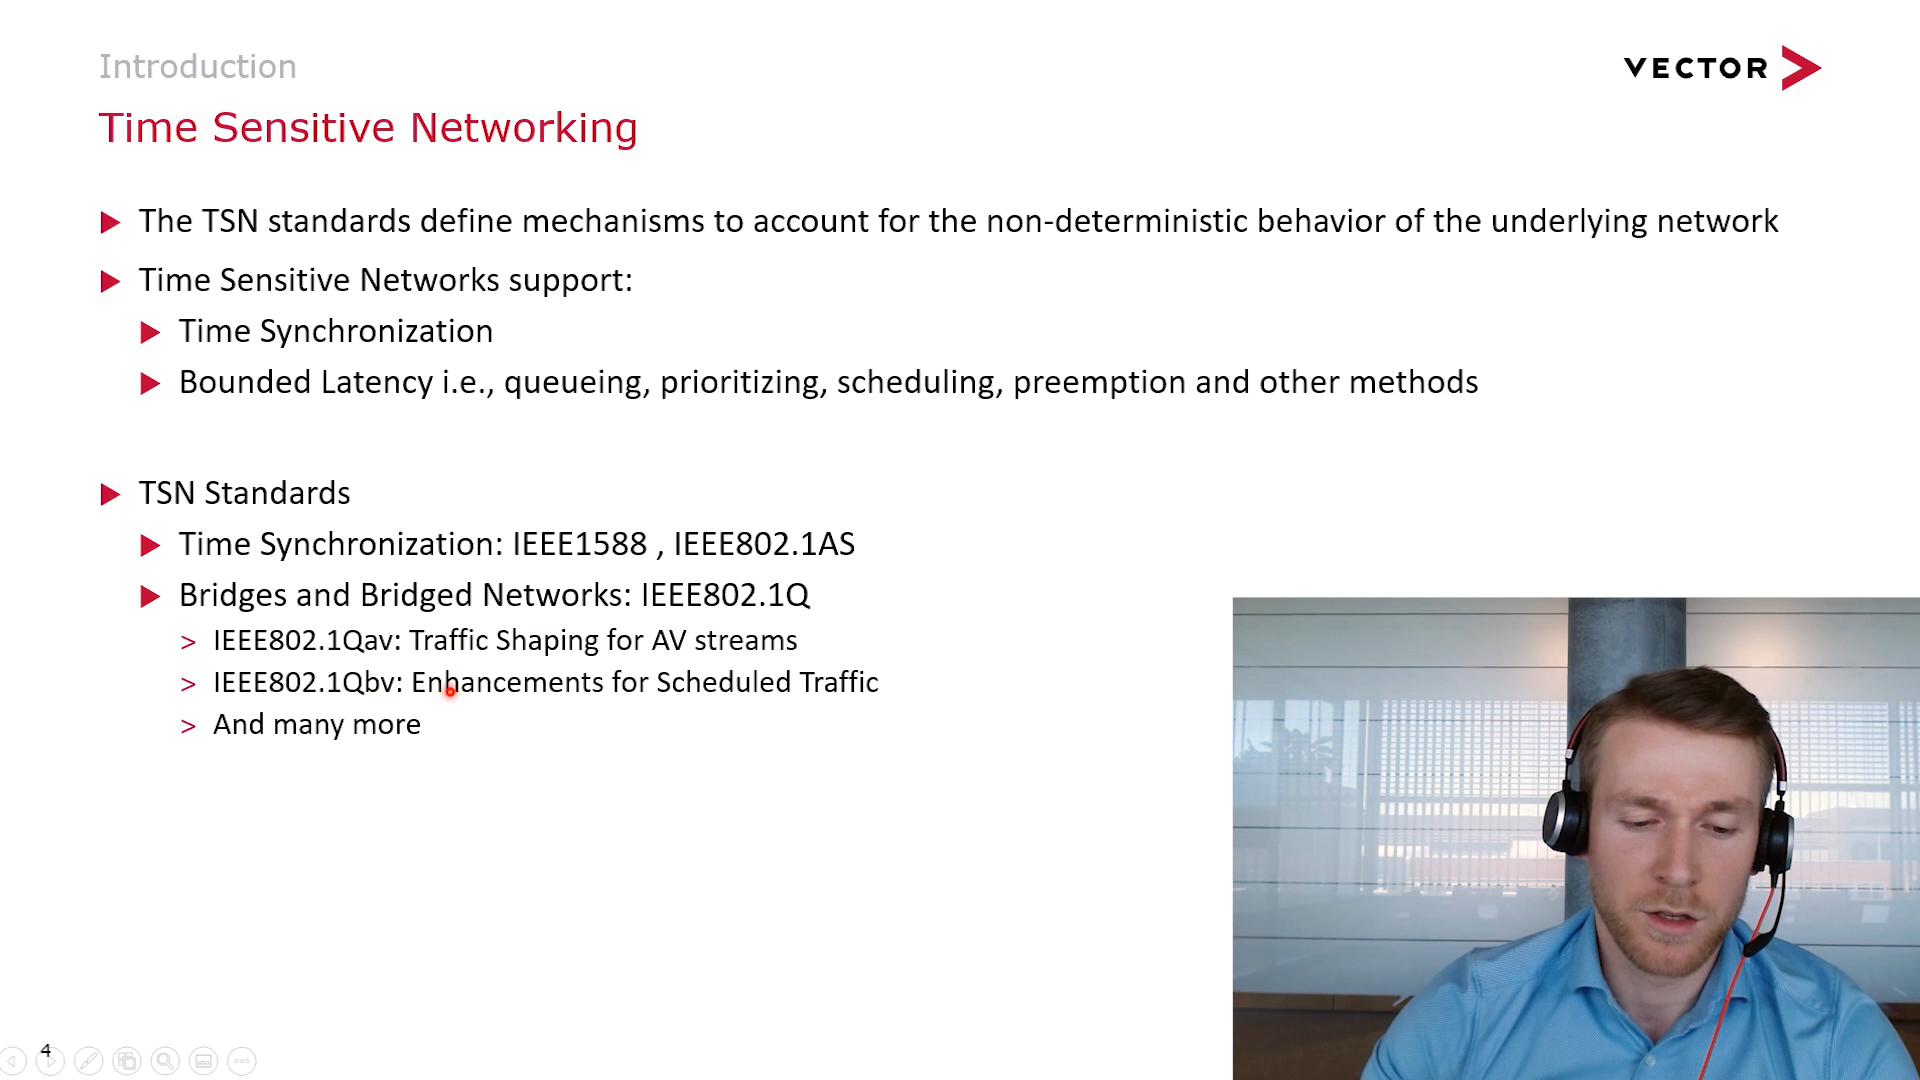 Introduction
VECTOR
Time Sensitive Networking
The TSN standards define mechanisms to account for the non-deterministic behavior of the underlying network
Time Sensitive Networks support:
Time Synchronization
Bounded Latency i.e., queueing, prioritizing, scheduling, preemption and other methods
TSN Standards
Time Synchronization: IEEE1588 , IEEE802.1AS
Bridges and Bridged Networks: IEEE802.1Q
> IEEE802.1Qav: Traffic Shaping for AV streams
> IEEE802.1Qbv: Enhancements for Scheduled Traffic
> And many more
4